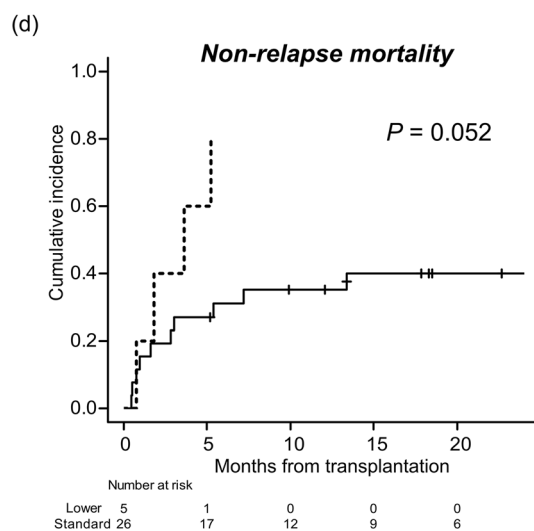 (d)
Non-relapse mortality
P = 0.052
Cumulative incidence
1.0
0.8
0.6
0.4
0.2
0.0
0 5 10 15 20
Months from transplantation
Number at risk
Lower 5 1 0 0 0
Standard 26 17 12 9 6